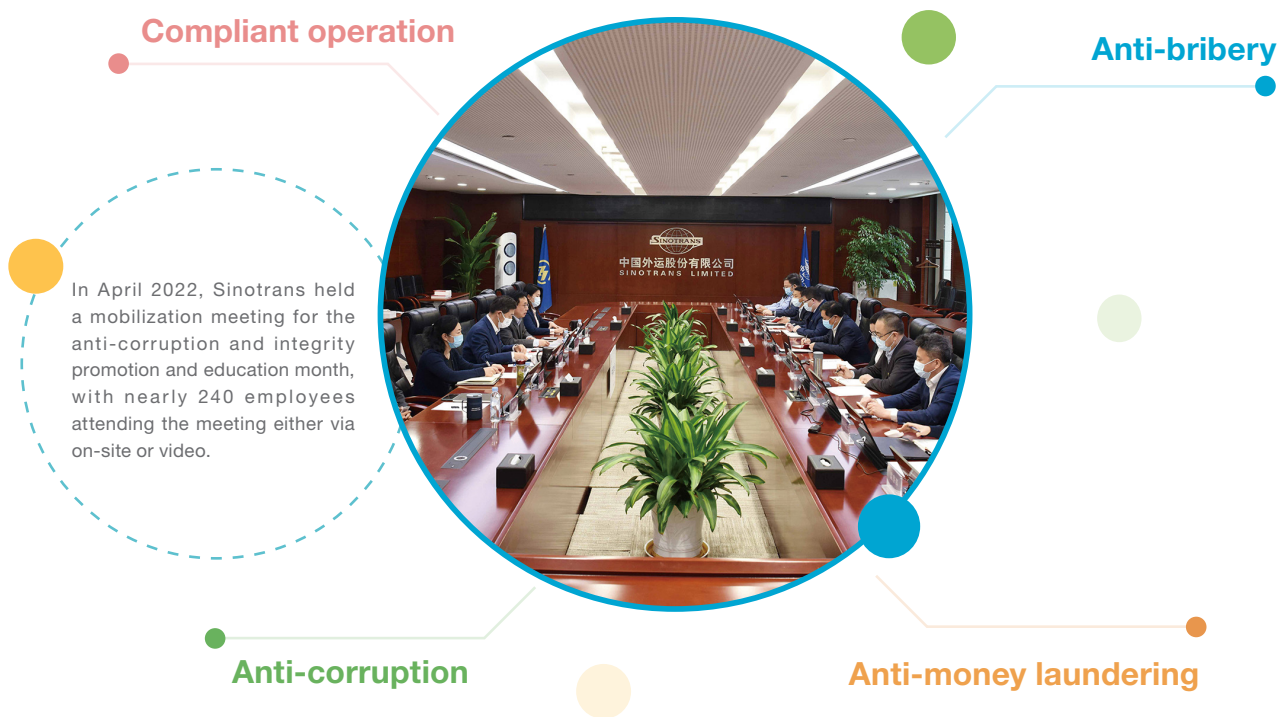 Compliant operation
Anti-bribery
In April 2022, Sinotrans held
a mobilization meeting for the
anti-corruption and integrity
promotion and education month,
with nearly 240 employees
attending the meeting either via
on-site or video.
SINOTRANS
中国外运股份有限公司
SINOTRANS LIMITED
Anti-corruption
Anti-money laundering